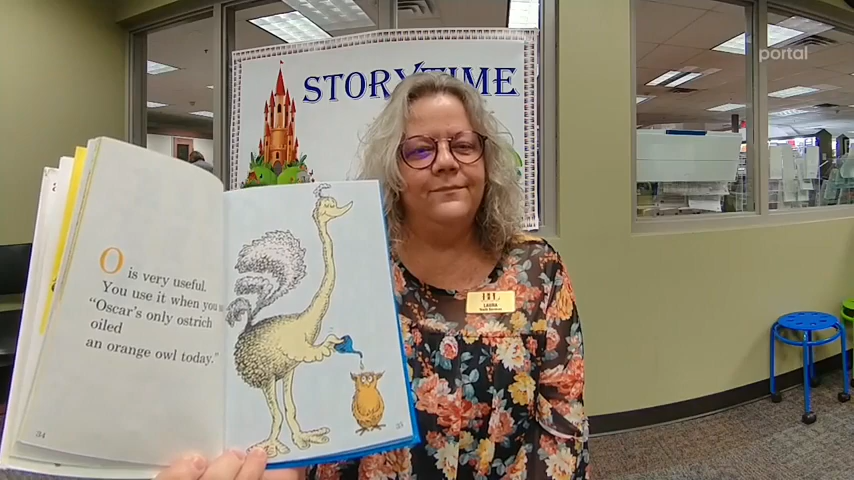 portal
STORYTIME
O is very useful.
You use it when you
"Oscar's only ostrich
oiled
an orange owl today."
34
35
LAURA